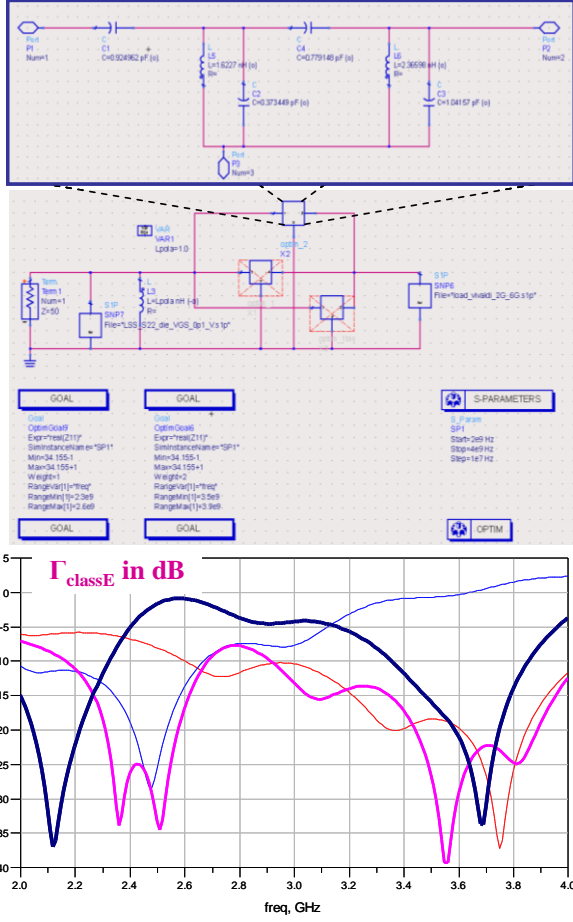 Port
P1
Num=1
C
C1
C=0.924962 pF {o}
L
L5
L=1.6227 nH {o}
R=
C
C2
C=0.373449 pF {o}
C
C4
C=0.779148 pF {o}
L
L6
L=2.36598 nH {o}
R=
C
C3
C=1.04157 pF {o}
Port
P2
Num=2
Port
P3
Num=3
VAR
VAR1
Lpola=1.0
X2
Term
Term1
Num=1
Z=50
S1P
SNP7
File="LSS_S22_die_VGS_0p1_V.s1p"
L
L3
L=Lpola nH {-o}
R=
S1P
SNP6
File="load_vivaldi_2G_6G.s1p"
GOAL
Goal
OptimGoal9
Expr="real(Z11)"
SimInstanceName="SP1"
Min=34.155-1
Max=34.155+1
Weight=1
RangeVar[1]="freq"
RangeMin[1]=2.3e9
RangeMax[1]=2.6e9
GOAL
Goal
OptimGoal6
Expr="real(Z11)"
SimInstanceName="SP1"
Min=34.155-1
Max=34.155+1
Weight=2
RangeVar[1]="freq"
RangeMin[1]=3.5e9
RangeMax[1]=3.9e9
S-PARAMETERS
S_Param
SP1
Start=2e9 Hz
Stop=4e9 Hz
Step=1e7 Hz
GOAL
GOAL
OPTIM
Γ_classE in dB
5
0
-5
10
15
20
25
30
35
40
2.0 2.2 2.4 2.6 2.8 3.0 3.2 3.4 3.6 3.8 4.0
freq, GHz